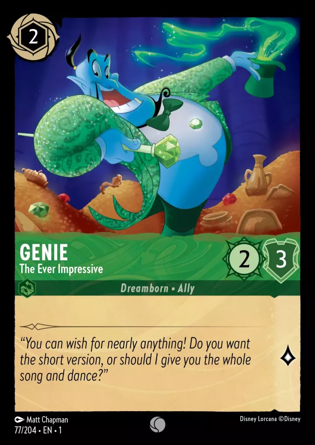 2
GENIE
The Ever Impressive
2 3
Dreamborn • Ally
“You can wish for nearly anything! Do you want
the short version, or should I give you the whole
song and dance?”
Matt Chapman
77/204 • EN • 1
Disney Lorcana ©Disney